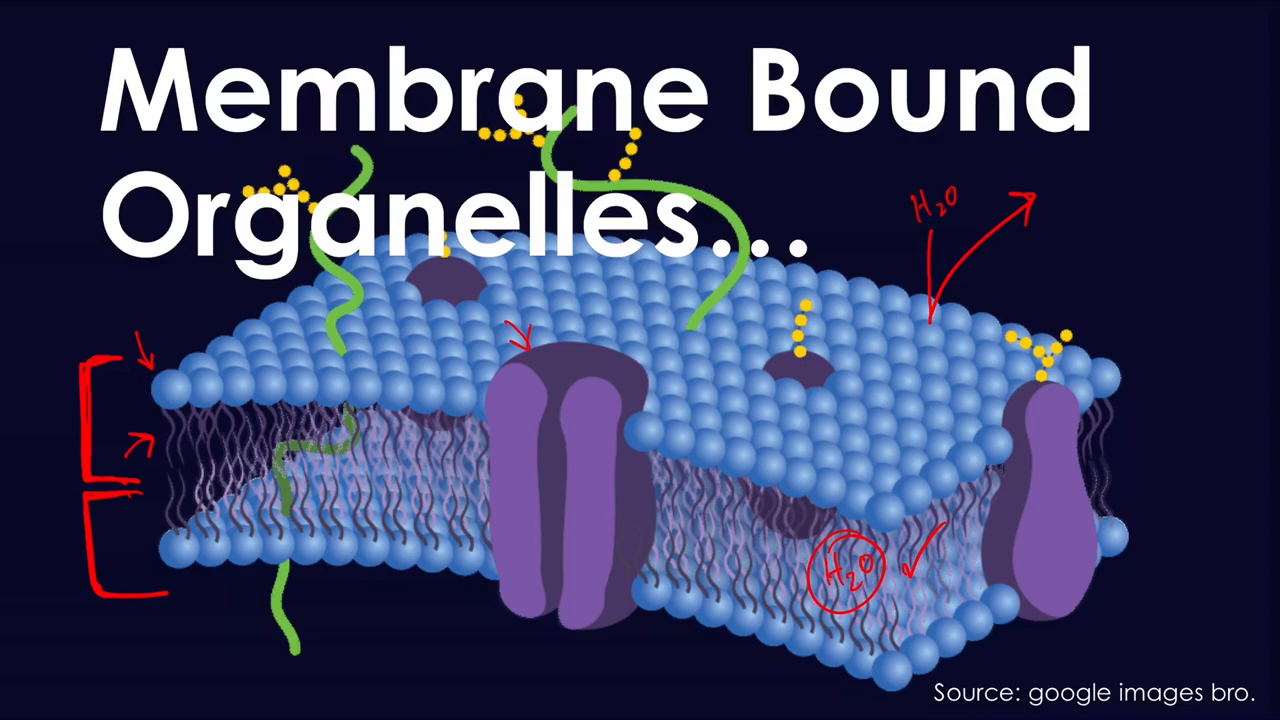 Membrane Bound
Organelles...
H₂O
H₂O
Source: google images bro.